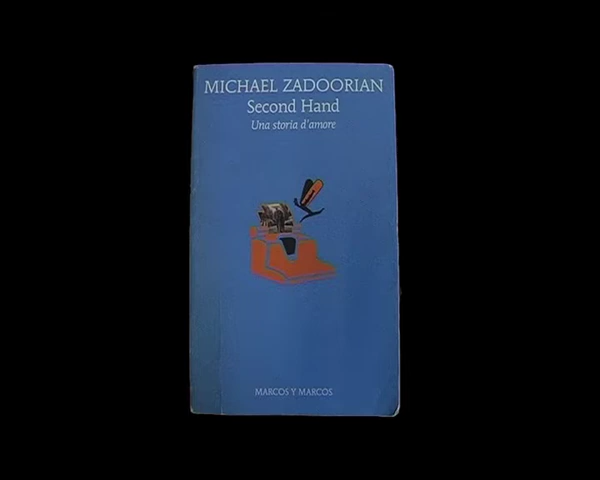 MICHAEL ZADOORIAN
Second Hand
Una storia d'amore
MARCOS Y MARCOS